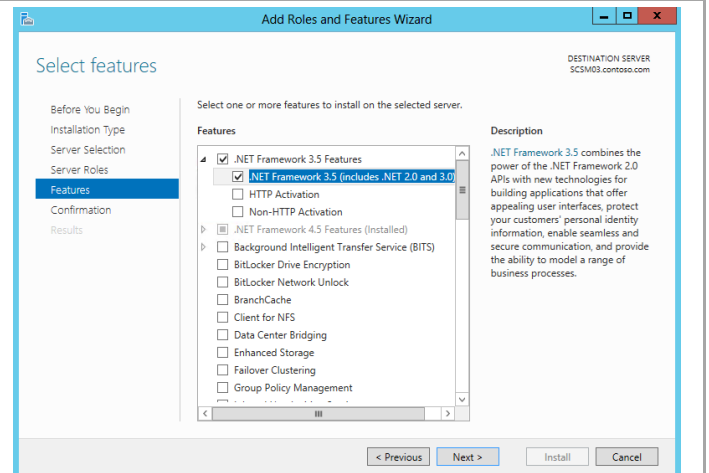 Add Roles and Features Wizard
Select features
DESTINATION SERVER
SCSM03.contoso.com
Before You Begin
Installation Type
Server Selection
Server Roles
Features
Confirmation
Results
Select one or more features to install on the selected server.
Features
.NET Framework 3.5 Features
.NET Framework 3.5 (includes .NET 2.0 and 3.0)
HTTP Activation
Non-HTTP Activation
.NET Framework 4.5 Features (Installed)
Background Intelligent Transfer Service (BITS)
BitLocker Drive Encryption
BitLocker Network Unlock
BranchCache
Client for NFS
Data Center Bridging
Enhanced Storage
Failover Clustering
Group Policy Management
Description
.NET Framework 3.5 combines the
power of the .NET Framework 2.0
APIs with new technologies for
building applications that offer
appealing user interfaces, protect
your customers' personal identity
information, enable seamless and
secure communication, and provide
the ability to model a range of
business processes.
< Previous
Next >
Install
Cancel